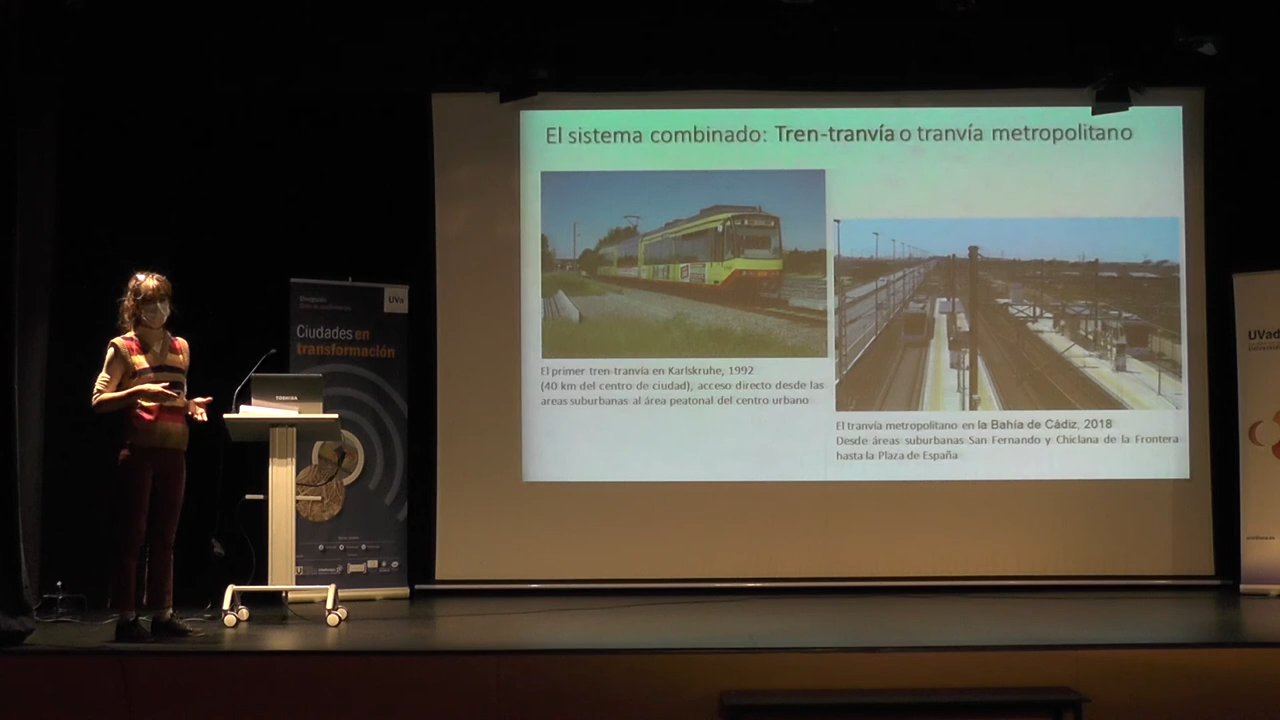 El sistema combinado: Tren-tranvía o tranvía metropolitano
El primer tren-tranvía en Karlskruhe, 1992
(40 km del centro de ciudad), acceso directo desde las
areas suburbanas al área peatonal del centro urbano
El tranvía metropolitano en la Bahía de Cádiz, 2018
Desde áreas suburbanas San Fernando y Chiclana de la Frontera
hasta la Plaza de España
UVa
Ciudades en
transformación
TOSHIBA
UVad